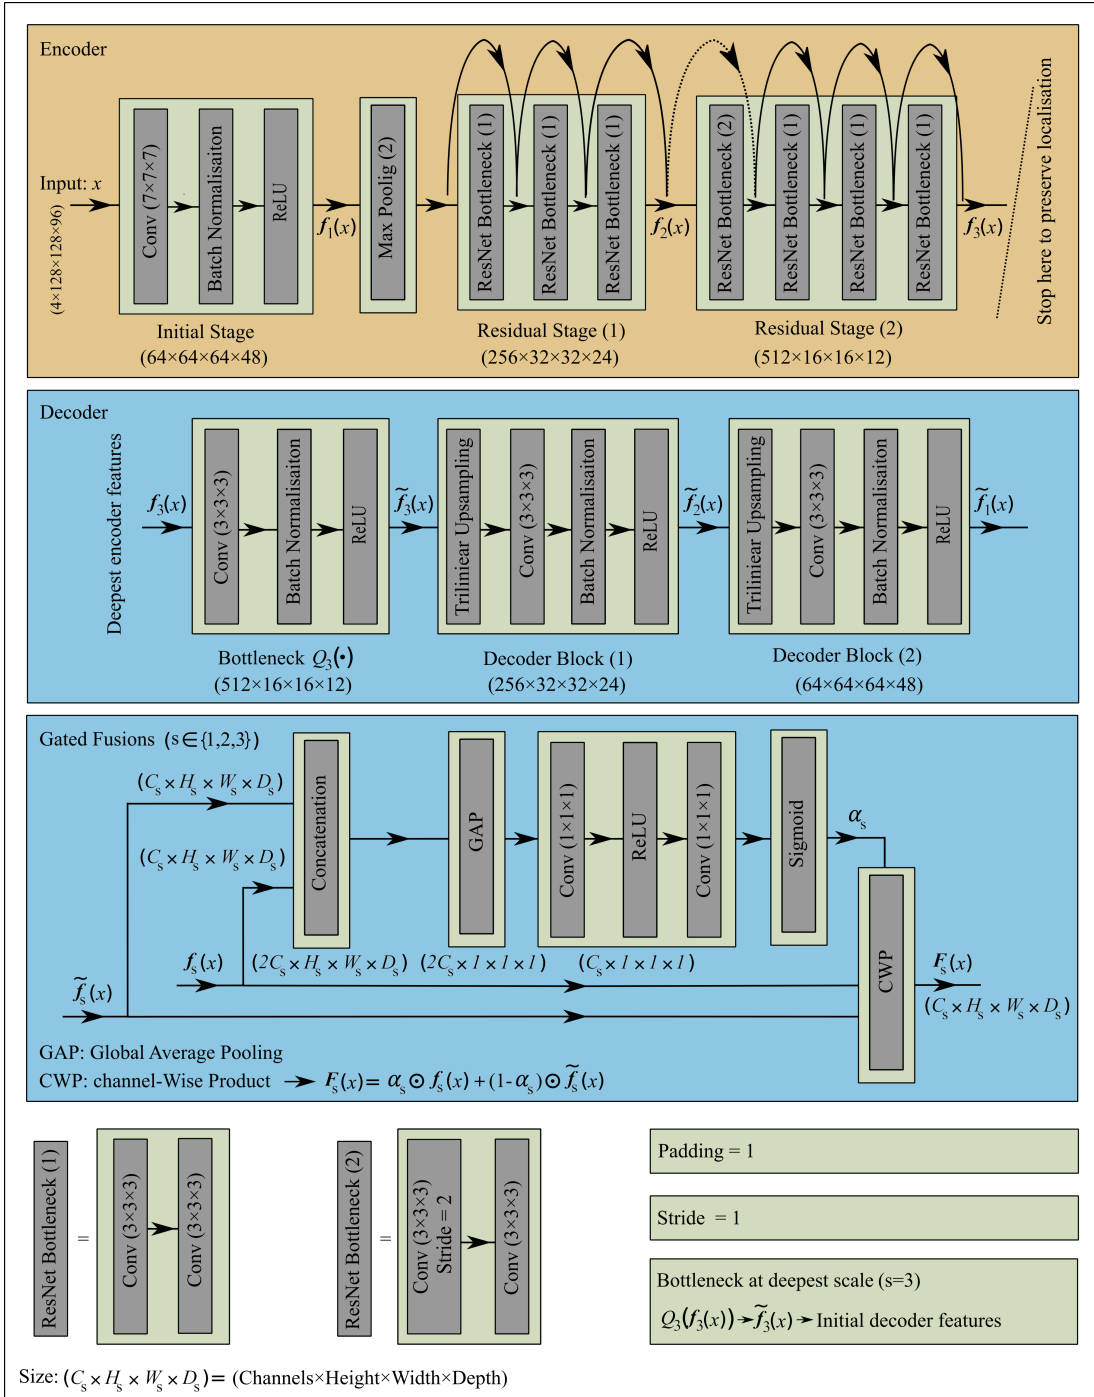 Encoder
Input: x
(4×128×128×96)
Conv (7×7×7)
Batch Normalisaiton
ReLU
f₁(x)
Max Poolig (2)
ResNet Bottleneck (1)
ResNet Bottleneck (1)
ResNet Bottleneck (1)
f₂(x)
ResNet Bottleneck (2)
ResNet Bottleneck (1)
ResNet Bottleneck (1)
ResNet Bottleneck (1)
f₃(x)
Stop here to preserve localisation
Initial Stage
(64×64×64×48)
Residual Stage (1)
(256×32×32×24)
Residual Stage (2)
(512×16×16×12)
Decoder
Deepest encoder features
f₃(x)
Conv (3×3×3)
Batch Normalisaiton
ReLU
f̃₃(x)
Triliniear Upsampling
Conv (3×3×3)
Batch Normalisaiton
ReLU
f̃₂(x)
Triliniear Upsampling
Conv (3×3×3)
Batch Normalisaiton
ReLU
f̃₁(x)
Bottleneck Q₃(•)
(512×16×16×12)
Decoder Block (1)
(256×32×32×24)
Decoder Block (2)
(64×64×64×48)
Gated Fusions (s∈{1,2,3})
(Cₛ×Hₛ×Wₛ×Dₛ)
(Cₛ×Hₛ×Wₛ×Dₛ)
Concatenation
GAP
Conv (1×1×1)
ReLU
Conv (1×1×1)
Sigmoid
αₛ
CWP
fₛ(x)
f̃ₛ(x)
(2Cₛ×Hₛ×Wₛ×Dₛ)
(2Cₛ×1×1×1)
(Cₛ×1×1×1)
Fₛ(x)
(Cₛ×Hₛ×Wₛ×Dₛ)
GAP: Global Average Pooling
CWP: channel-Wise Product → Fₛ(x)= αₛ⊙fₛ(x)+(1-αₛ)⊙f̃ₛ(x)
ResNet Bottleneck (1)
=
Conv (3×3×3)
Conv (3×3×3)
ResNet Bottleneck (2)
=
Conv (3×3×3)
Stride = 2
Conv (3×3×3)
Padding = 1
Stride = 1
Bottleneck at deepest scale (s=3)
Q₃(f₃(x))→f̃₃(x)→Initial decoder features
Size: (Cₛ×Hₛ×Wₛ×Dₛ)= (Channels×Height×Width×Depth)